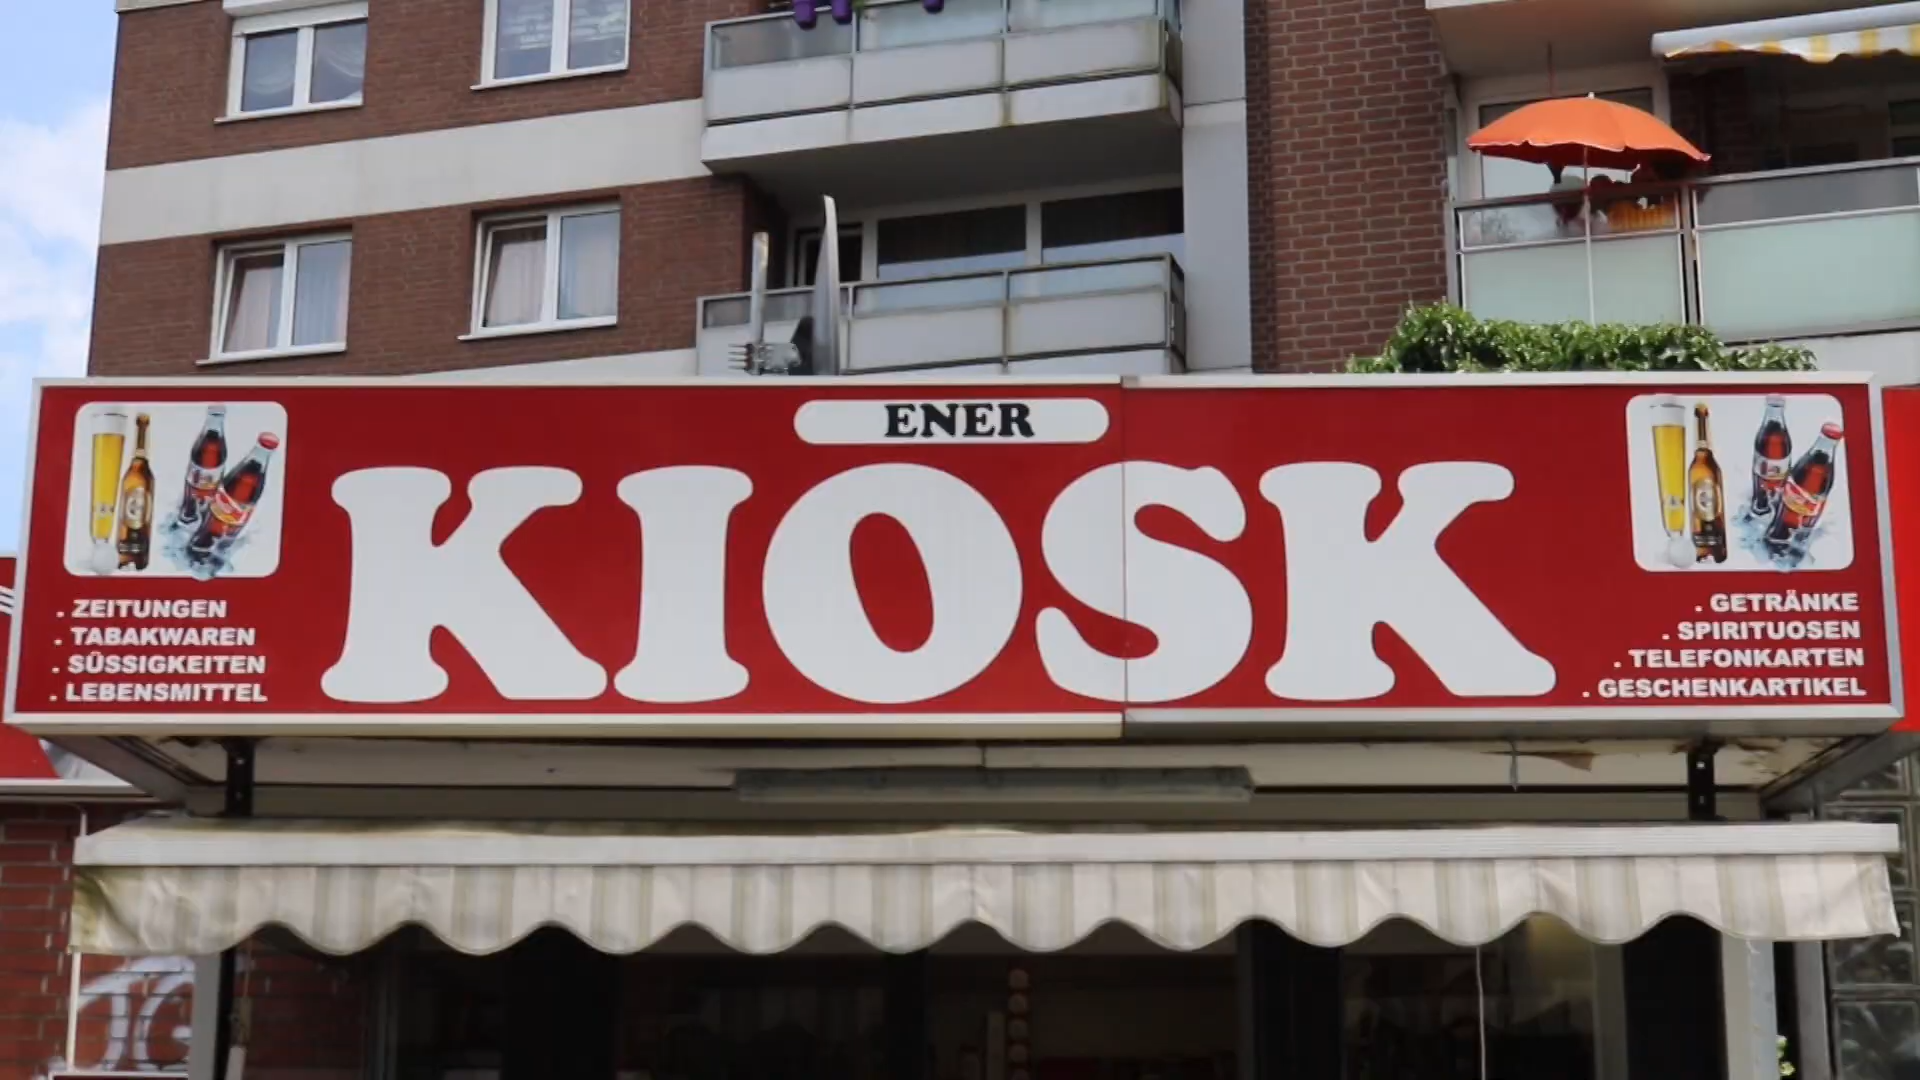 ENER
KIOSK
. ZEITUNGEN
. TABAKWAREN
. SÜSSIGKEITEN
. LEBENSMITTEL
. GETRÄNKE
. SPIRITUOSEN
. TELEFONKARTEN
. GESCHENKARTIKEL